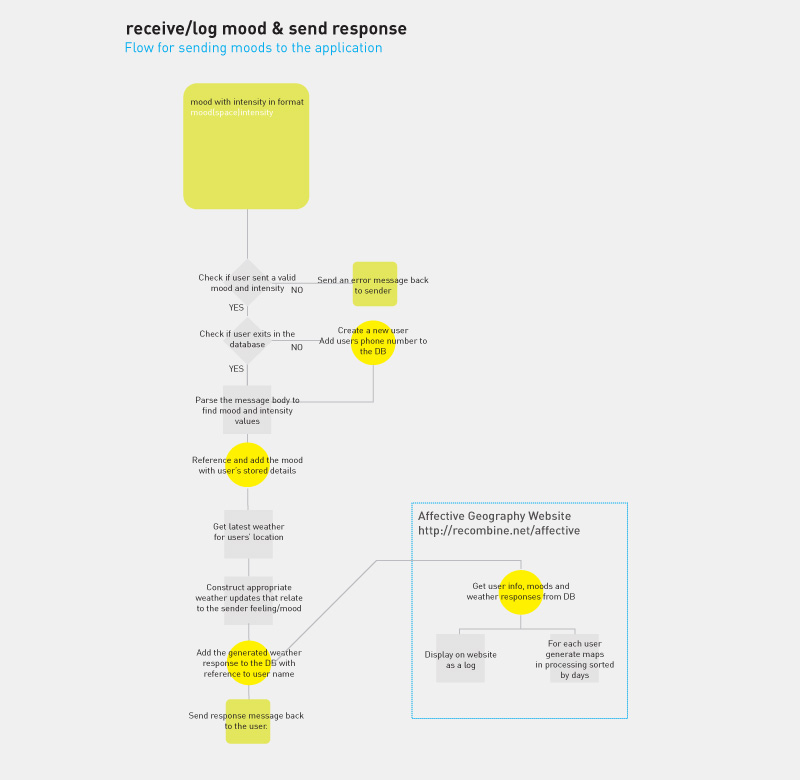 receive/log mood & send response
Flow for sending moods to the application
mood with intensity in format
mood|space|intensity
Check if user sent a valid
mood and intensity
NO
Send an error message back
to sender
YES
Check if user exits in the
database
NO
Create a new user
Add users phone number to
the DB
YES
Parse the message body to
find mood and intensity
values
Reference and add the mood
with user's stored details
Get latest weather
for users' location
Construct appropriate
weather updates that relate
to the sender feeling/mood
Add the generated weather
response to the DB with
reference to user name
Send response message back
to the user.
Affective Geography Website
http://recombine.net/affective
Get user info, moods and
weather responses from DB
Display on website
as a log
For each user
generate maps
in processing sorted
by days